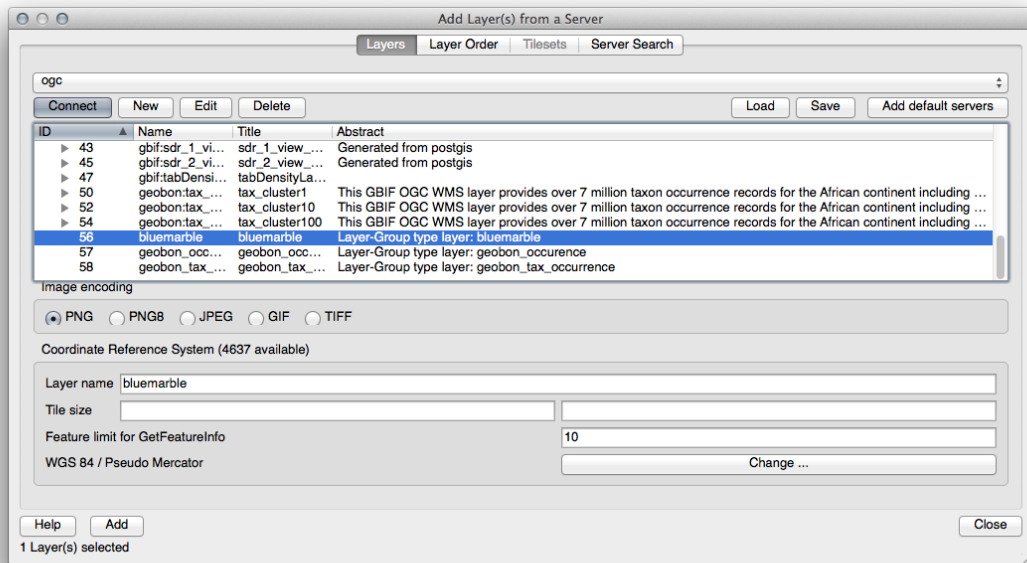 Add Layer(s) from a Server
Layers Layer Order Tilesets Server Search
ogc
Connect New Edit Delete Load Save Add default servers
ID Name Title Abstract
43 gbif:sdr_1_vi... sdr_1_view_... Generated from postgis
45 gbif:sdr_2_vi... sdr_2_view_... Generated from postgis
47 gbif:tabDensi... tabDensityLa...
50 geobon:tax_... tax_cluster1 This GBIF OGC WMS layer provides over 7 million taxon occurrence records for the African continent including ...
52 geobon:tax_... tax_cluster10 This GBIF OGC WMS layer provides over 7 million taxon occurrence records for the African continent including ...
54 geobon:tax_... tax_cluster100 This GBIF OGC WMS layer provides over 7 million taxon occurrence records for the African continent including ...
56 bluemarble bluemarble Layer-Group type layer: bluemarble
57 geobon_occ... geobon_occ... Layer-Group type layer: geobon_occurence
58 geobon_tax_... geobon_tax_... Layer-Group type layer: geobon_tax_occurrence
Image encoding
PNG PNG8 JPEG GIF TIFF
Coordinate Reference System (4637 available)
Layer name bluemarble
Tile size
Feature limit for GetFeatureInfo 10
WGS 84 / Pseudo Mercator Change ...
Help Add Close
1 Layer(s) selected